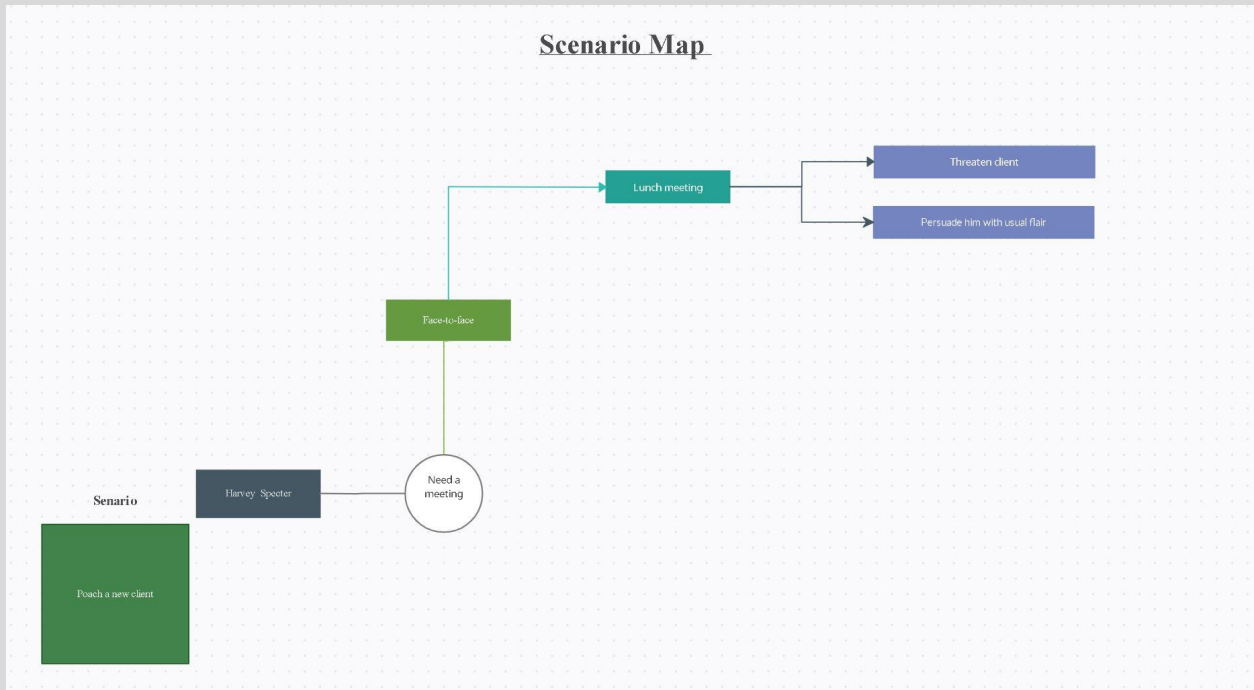 Scenario Map
Threaten client
Lunch meeting
Persuade him with usual flair
Face-to-face
Need a
meeting
Harvey Specter
Senario
Poach a new client